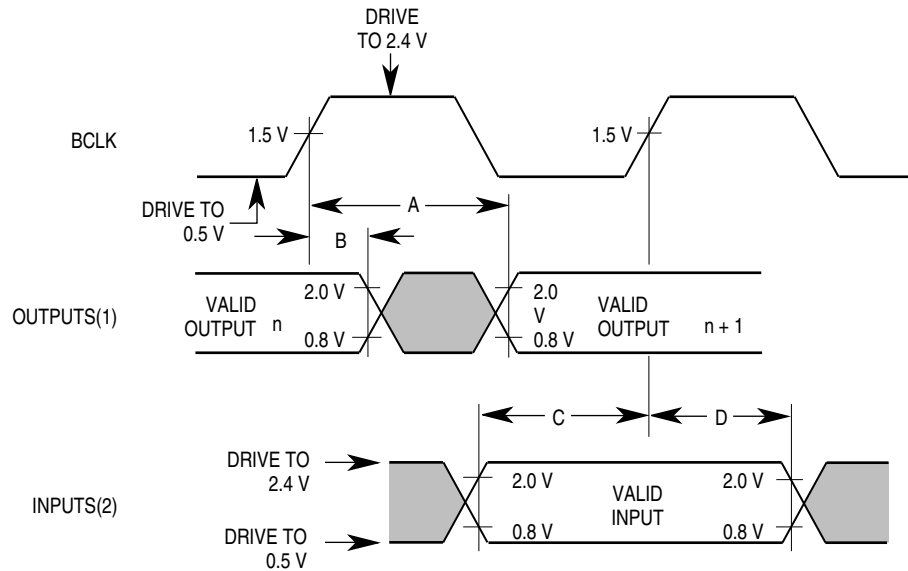 DRIVE
TO 2.4 V
BCLK
1.5 V
1.5 V
DRIVE TO
0.5 V
A
B
OUTPUTS(1)
VALID
OUTPUT n
2.0 V
0.8 V
2.0
V
0.8 V
VALID
OUTPUT n + 1
C
D
INPUTS(2)
DRIVE TO
2.4 V
DRIVE TO
0.5 V
2.0 V
0.8 V
VALID
INPUT
2.0 V
0.8 V